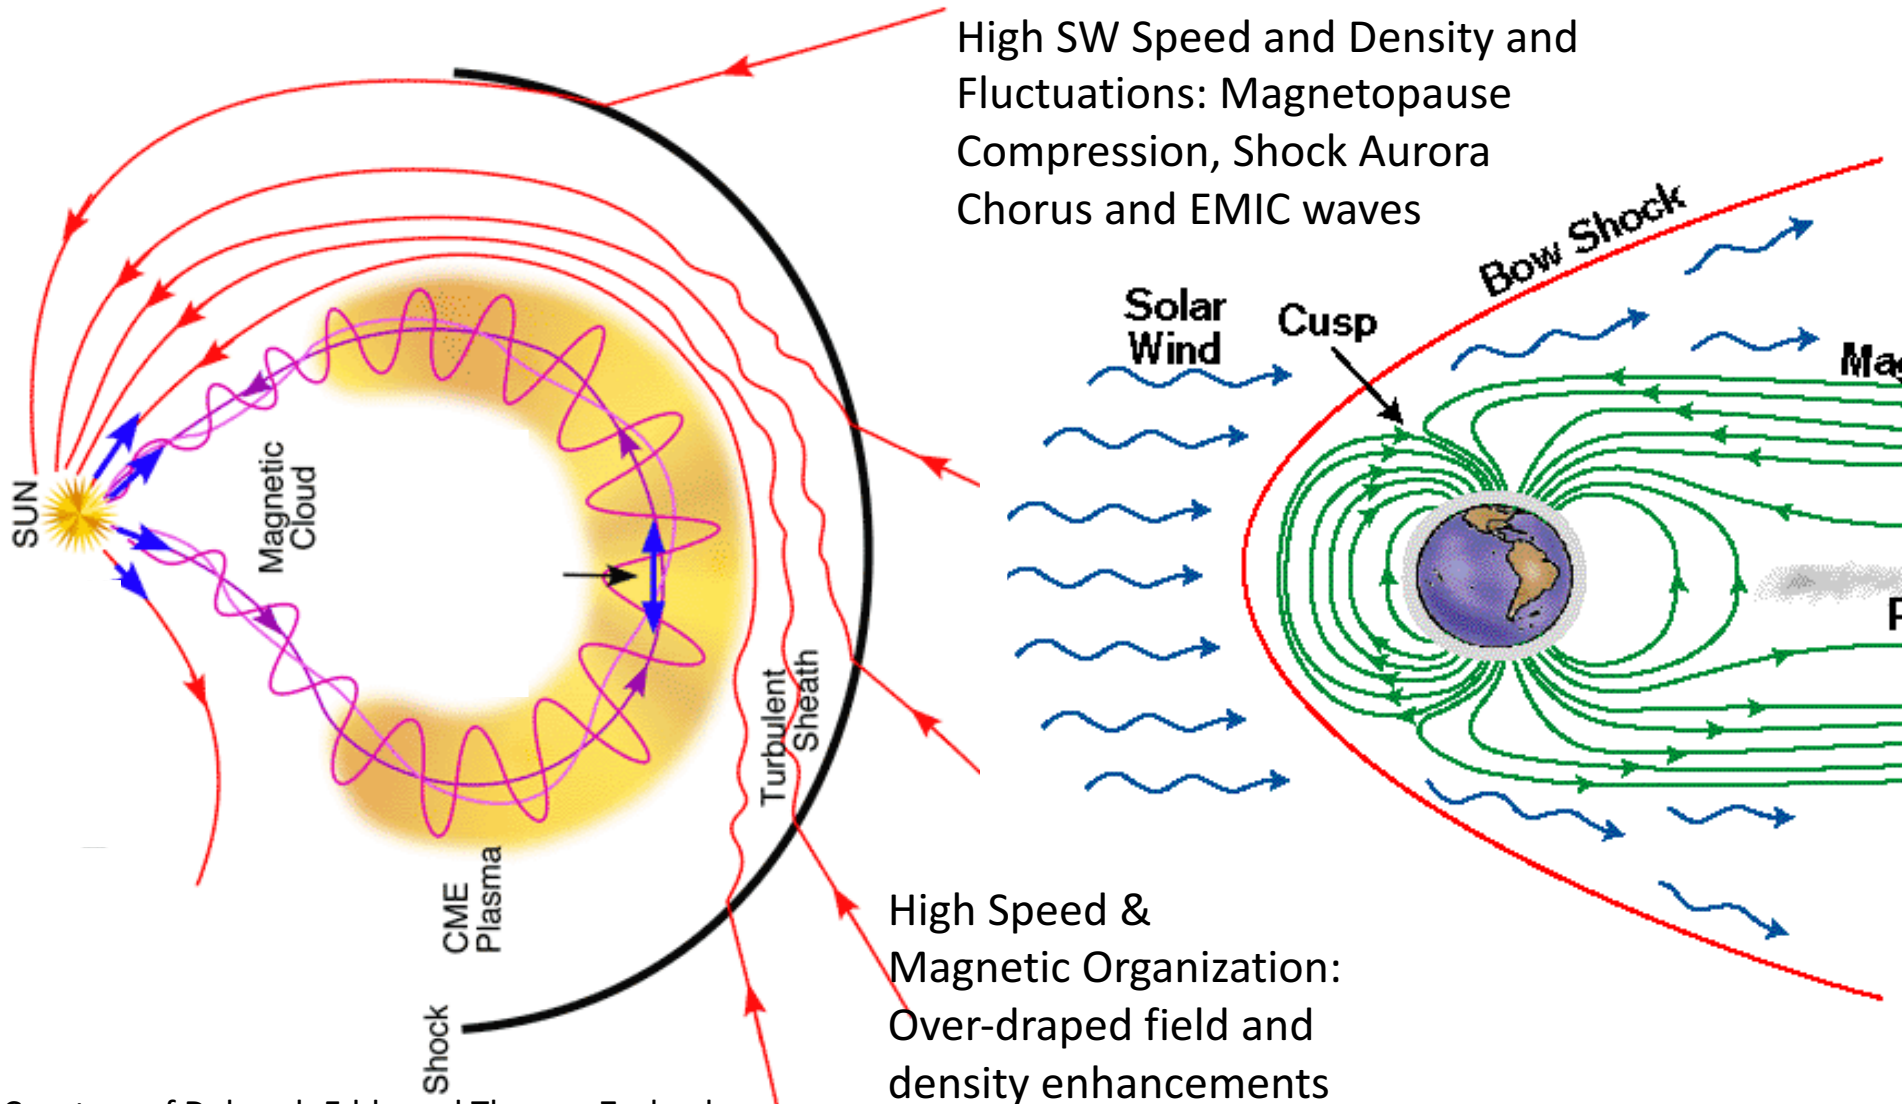 High SW Speed and Density and
Fluctuations: Magnetopause
Compression, Shock Aurora
Chorus and EMIC waves
Bow Shock
Solar
Wind
Cusp
SUN
Magnetic
Cloud
Turbulent
Sheath
CME
Plasma
Shock
High Speed &
Magnetic Organization:
Over-draped field and
density enhancements